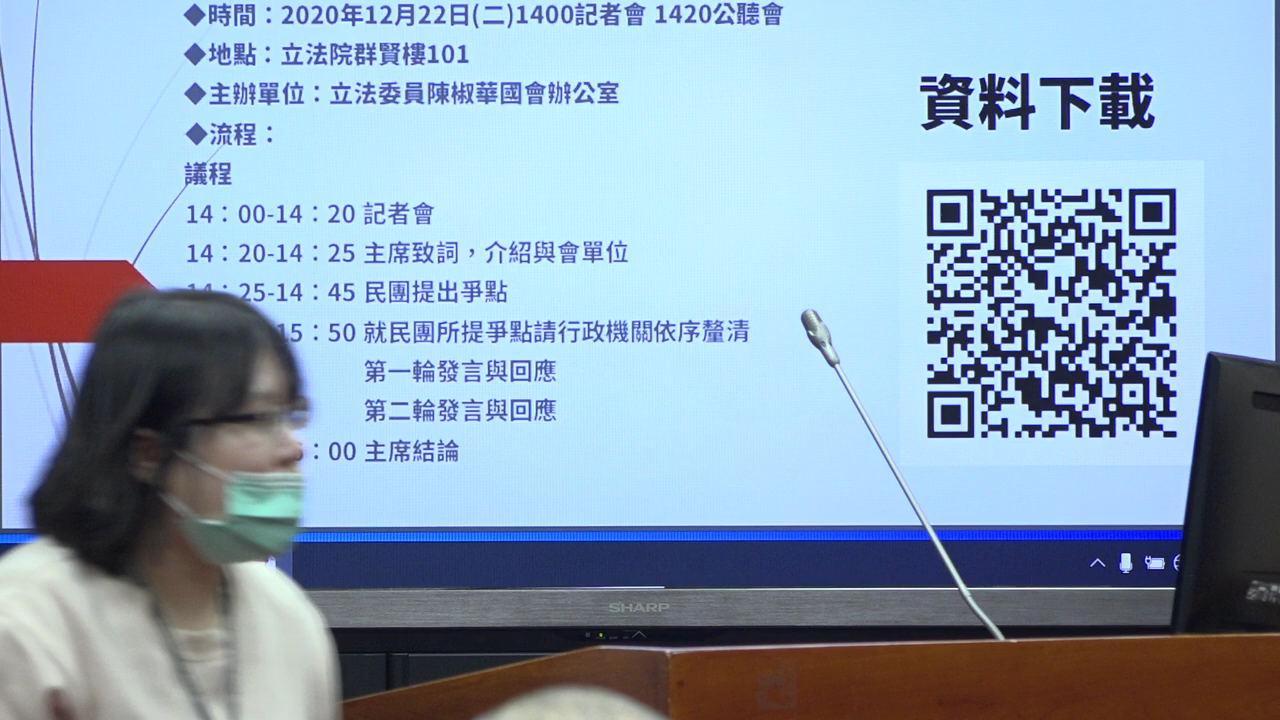 ◆時間：2020年12月22日(二)1400記者會 1420公聽會
◆地點：立法院群賢樓101
◆主辦單位：立法委員陳椒華國會辦公室
◆流程：
議程
14：00-14：20 記者會
14：20-14：25 主席致詞，介紹與會單位
14：25-14：45 民團提出爭點
15：50 就民團所提爭點請行政機關依序釐清
第一輪發言與回應
第二輪發言與回應
：00 主席結論
資料下載
SHARP